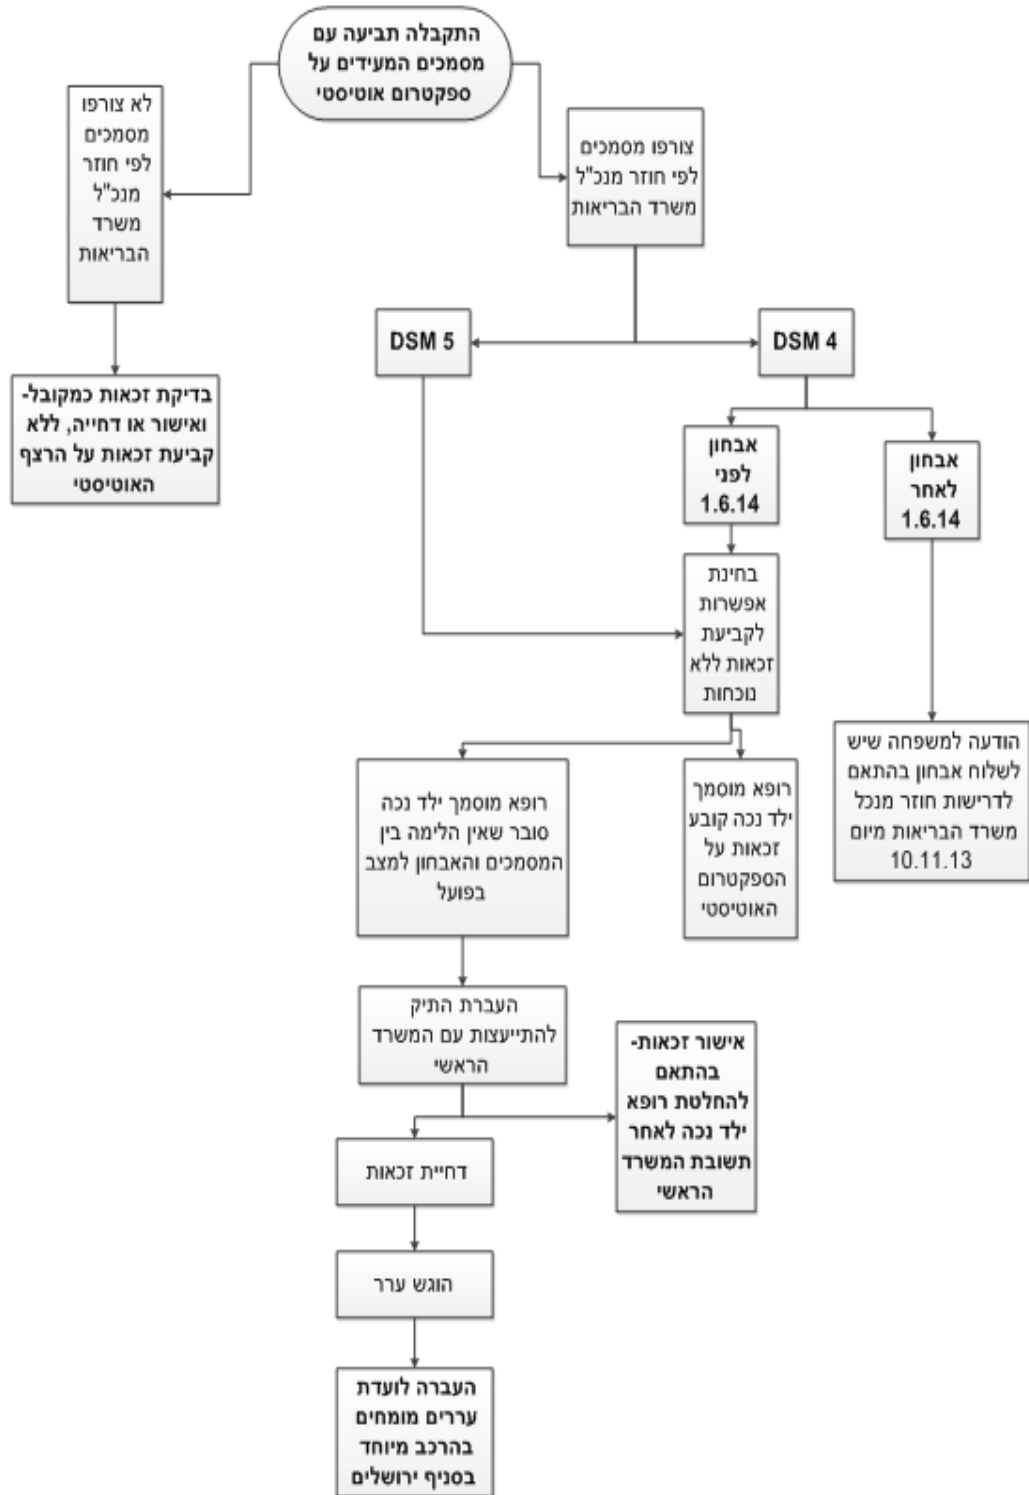 התקבלה תביעה עם
מסמכים המעידים על
ספקטרום אוטיסטי
צורפו מסמכים
לפי חוזר מנכ"ל
משרד הבריאות
לא צורפו
מסמכים
לפי חוזר
מנכ"ל
משרד
הבריאות
בדיקת זכאות כמקובל-
ואישור או דחייה, ללא
קביעת זכאות על הרצף
האוטיסטי
DSM 4
DSM 5
אבחון
לאחר
1.6.14
אבחון
לפני
1.6.14
בחינת
אפשרות
לקביעת
זכאות ללא
נוכחות
הודעה למשפחה שיש
לשלוח אבחון בהתאם
לדרישות חוזר מנכל
משרד הבריאות מיום
10.11.13
רופא מוסמך
ילד נכה קובע
זכאות על
הספקטרום
האוטיסטי
רופא מוסמך ילד נכה
סובר שאין הלימה בין
המסמכים והאבחון למצב
בפועל
העברת התיק
להתייעצות עם המשרד
הראשי
אישור זכאות-
בהתאם
להחלטת רופא
ילד נכה לאחר
תשובת המשרד
הראשי
דחיית זכאות
הוגש ערר
העברה לועדת
עררים מומחים
בהרכב מיוחד
בסניף ירושלים